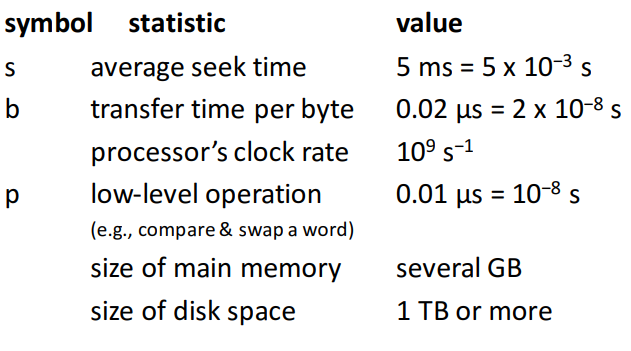 symbol statistic value
s average seek time 5 ms = 5 x 10⁻³ s
b transfer time per byte 0.02 μs = 2 x 10⁻⁸ s
processor's clock rate 10⁹ s⁻¹
p low-level operation 0.01 μs = 10⁻⁸ s
(e.g., compare & swap a word)
size of main memory several GB
size of disk space 1 TB or more